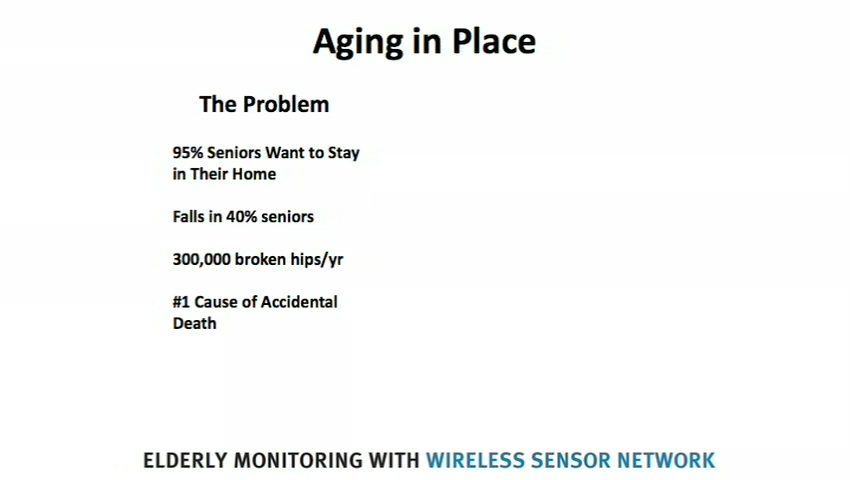 Aging in Place
The Problem
95% Seniors Want to Stay
in Their Home
Falls in 40% seniors
300,000 broken hips/yr
#1 Cause of Accidental
Death
ELDERLY MONITORING WITH WIRELESS SENSOR NETWORK